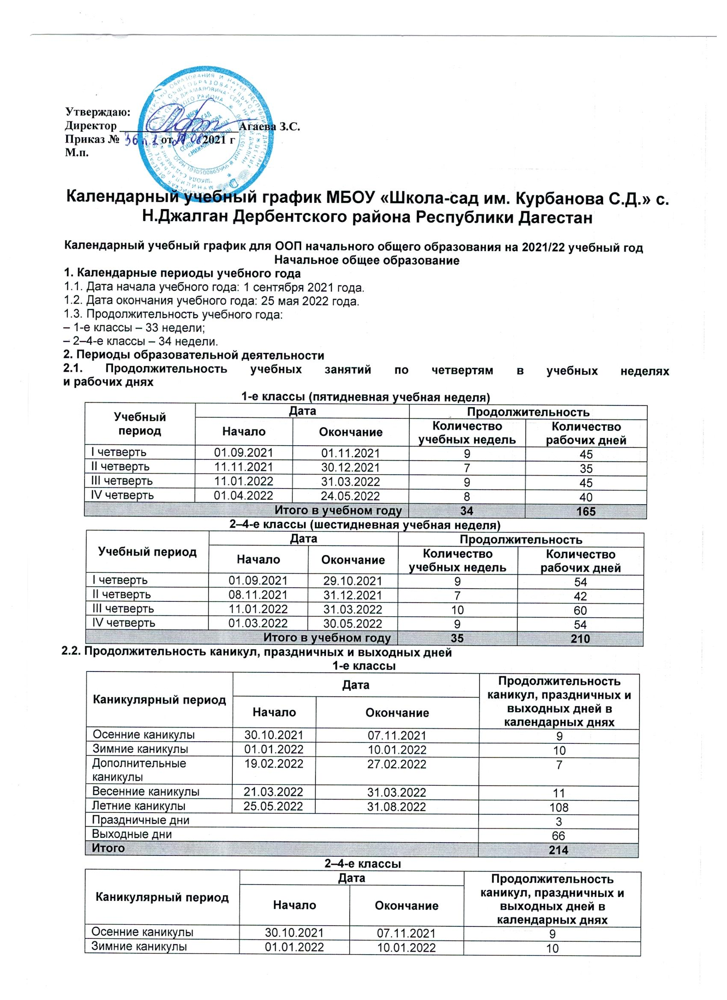 Утверждаю:
Директор Агаева З.С.
Приказ № от 2021 г
М.п.
МБОУ
ОГРН 1030500865966
Календарный учебный график МБОУ «Школа-сад им. Курбанова С.Д.» с.
Н.Джалган Дербентского района Республики Дагестан
Календарный учебный график для ООП начального общего образования на 2021/22 учебный год
Начальное общее образование
1. Календарные периоды учебного года
1.1. Дата начала учебного года: 1 сентября 2021 года.
1.2. Дата окончания учебного года: 25 мая 2022 года.
1.3. Продолжительность учебного года:
– 1-е классы – 33 недели;
– 2–4-е классы – 34 недели.
2. Периоды образовательной деятельности
2.1. Продолжительность учебных занятий по четвертям в учебных неделях
и рабочих днях
1-е классы (пятидневная учебная неделя)
Учебный период Дата Продолжительность
Начало Окончание Количество учебных недель Количество рабочих дней
I четверть 01.09.2021 01.11.2021 9 45
II четверть 11.11.2021 30.12.2021 7 35
III четверть 11.01.2022 31.03.2022 9 45
IV четверть 01.04.2022 24.05.2022 8 40
Итого в учебном году 34 165
2–4-е классы (шестидневная учебная неделя)
Учебный период Дата Продолжительность
Начало Окончание Количество учебных недель Количество рабочих дней
I четверть 01.09.2021 29.10.2021 9 54
II четверть 08.11.2021 31.12.2021 7 42
III четверть 11.01.2022 31.03.2022 10 60
IV четверть 01.03.2022 30.05.2022 9 54
Итого в учебном году 35 210
2.2. Продолжительность каникул, праздничных и выходных дней
1-е классы
Каникулярный период Дата Продолжительность каникул, праздничных и выходных дней в календарных днях
Начало Окончание
Осенние каникулы 30.10.2021 07.11.2021 9
Зимние каникулы 01.01.2022 10.01.2022 10
Дополнительные каникулы 19.02.2022 27.02.2022 7
Весенние каникулы 21.03.2022 31.03.2022 11
Летние каникулы 25.05.2022 31.08.2022 108
Праздничные дни 3
Выходные дни 66
Итого 214
2–4-е классы
Каникулярный период Дата Продолжительность каникул, праздничных и выходных дней в календарных днях
Начало Окончание
Осенние каникулы 30.10.2021 07.11.2021 9
Зимние каникулы 01.01.2022 10.01.2022 10